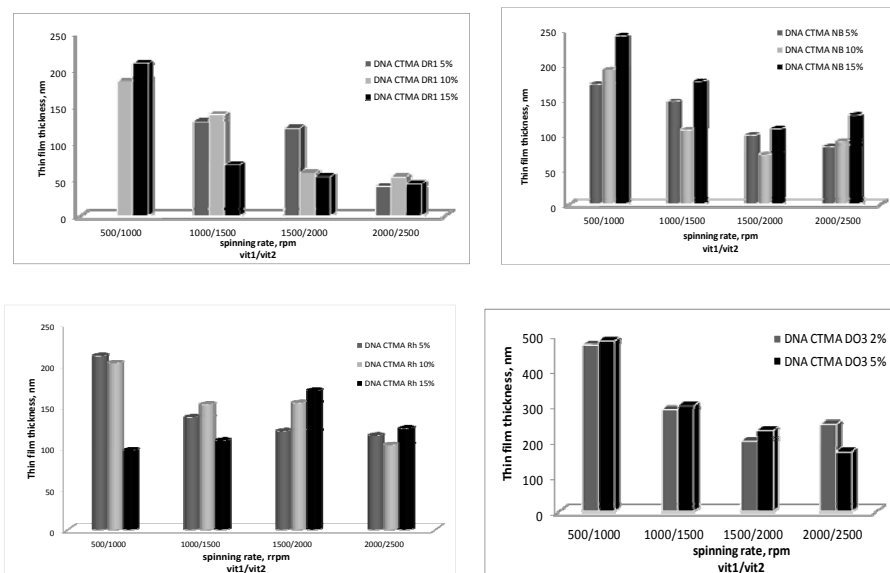 250
200
150
100
50
0
Thin film thickness, nm
DNA CTMA DR1 5%
DNA CTMA DR1 10%
DNA CTMA DR1 15%
500/1000 1000/1500 1500/2000 2000/2500
spinning rate, rpm
vit1/vit2
250
200
150
100
50
0
Thin film thickness, nm
DNA CTMA NB 5%
DNA CTMA NB 10%
DNA CTMA NB 15%
500/1000 1000/1500 1500/2000 2000/2500
spinning rate, rpm
vit1/vit2
250
200
150
100
50
0
Thin film thickness, nm
DNA CTMA Rh 5%
DNA CTMA Rh 10%
DNA CTMA Rh 15%
500/1000 1000/1500 1500/2000 2000/2500
spinning rate, rrpm
vit1/vit2
500
400
300
200
100
0
Thin film thickness, nm
DNA CTMA DO3 2%
DNA CTMA DO3 5%
500/1000 1000/1500 1500/2000 2000/2500
spinning rate, rpm
vit1/vit2